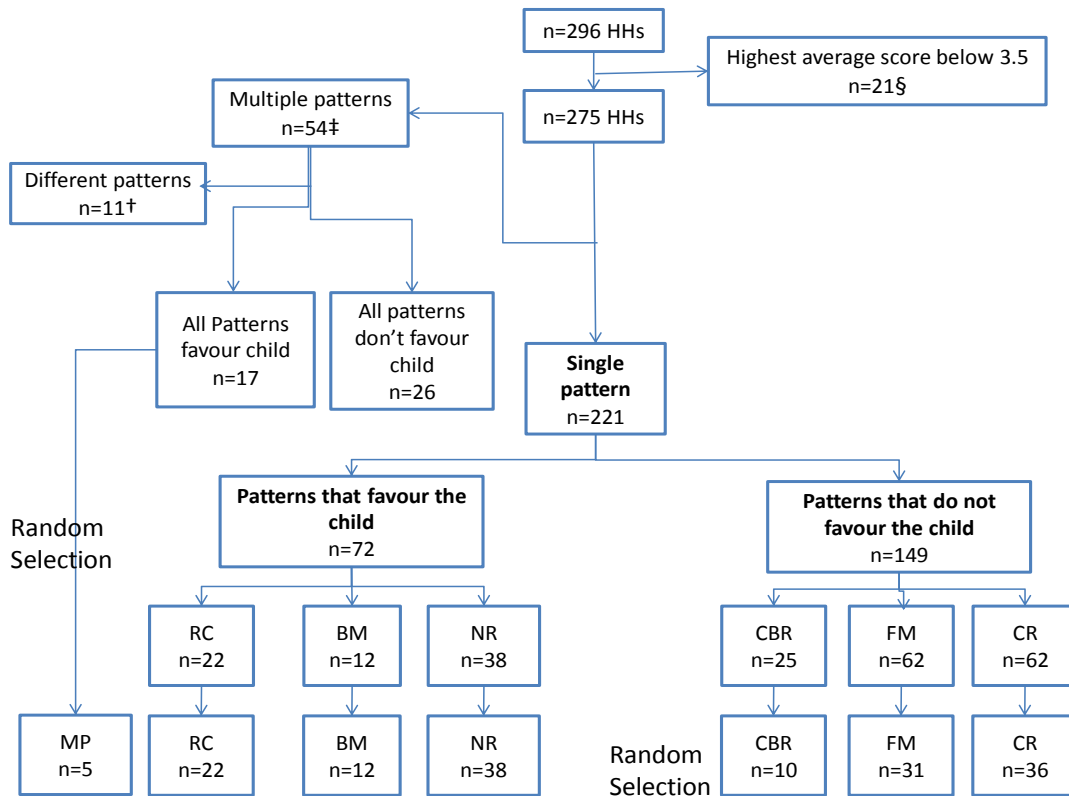 n=296 HHs
Highest average score below 3.5
n=21§
Multiple patterns
n=54‡
n=275 HHs
Different patterns
n=11†
All Patterns
favour child
n=17
All patterns
don't favour
child
n=26
Single
pattern
n=221
Patterns that favour the
child
n=72
Patterns that do not
favour the child
n=149
Random
Selection
RC
n=22
BM
n=12
NR
n=38
CBR
n=25
FM
n=62
CR
n=62
MP
n=5
RC
n=22
BM
n=12
NR
n=38
Random
Selection
CBR
n=10
FM
n=31
CR
n=36